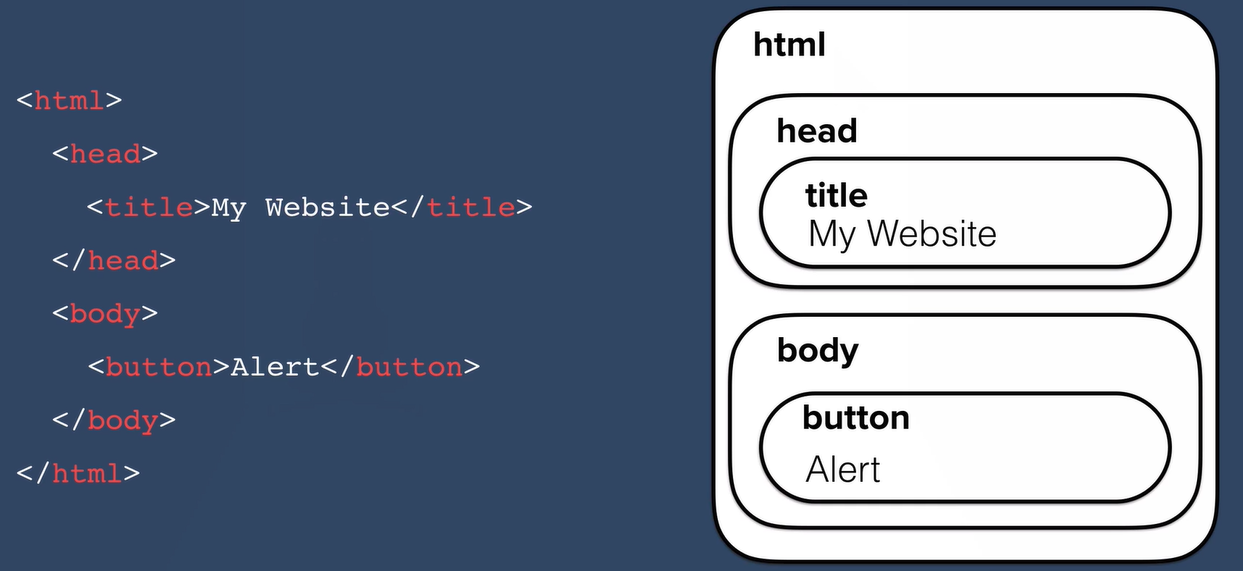 <html>
<head>
<title>My Website</title>
</head>
<body>
<button>Alert</button>
</body>
</html>
html
head
title
My Website
body
button
Alert